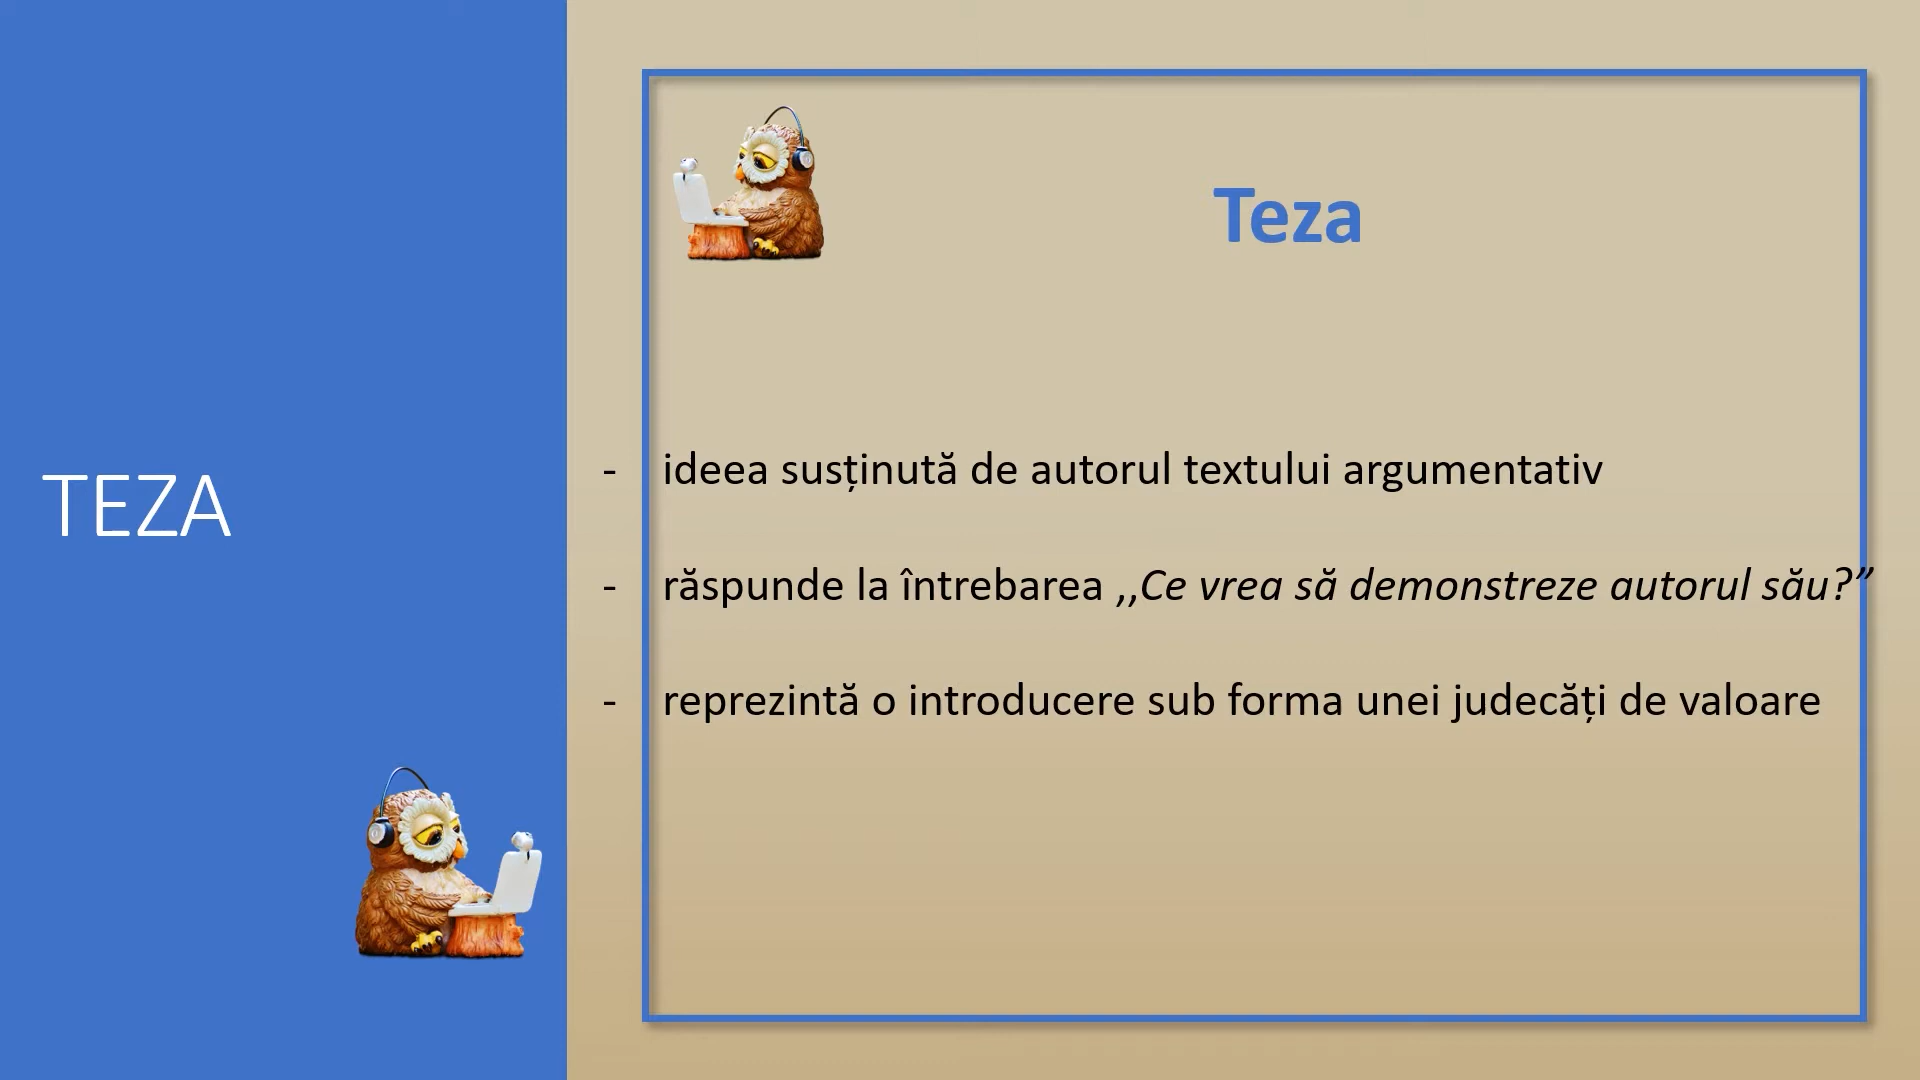 TEZA
Teza
- ideea susținută de autorul textului argumentativ
- răspunde la întrebarea ,,Ce vrea să demonstreze autorul său?”
- reprezintă o introducere sub forma unei judecăți de valoare